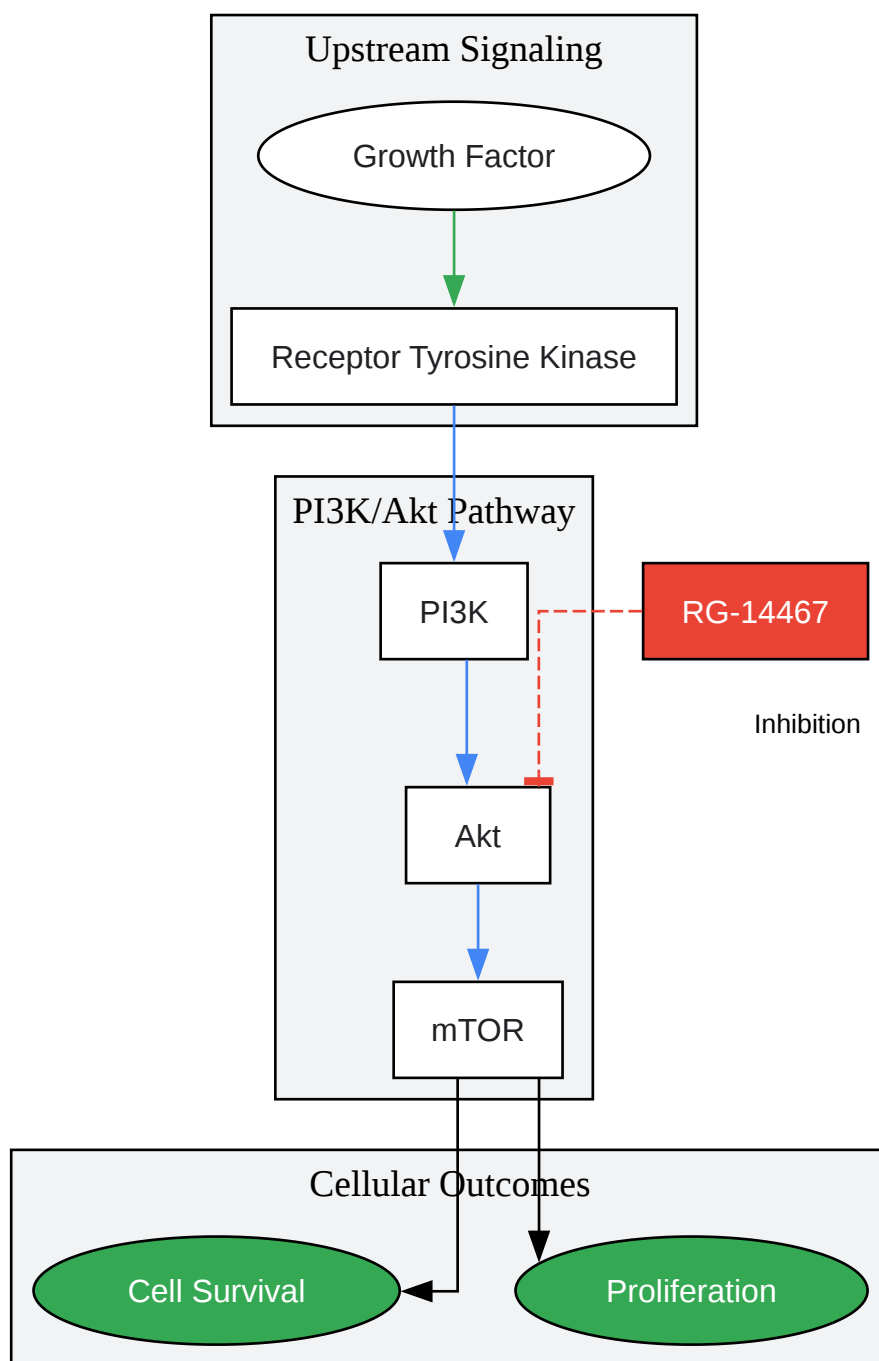 Upstream Signaling
Growth Factor
Receptor Tyrosine Kinase
PI3K/Akt Pathway
PI3K
RG-14467
Inhibition
Akt
mTOR
Cellular Outcomes
Cell Survival
Proliferation